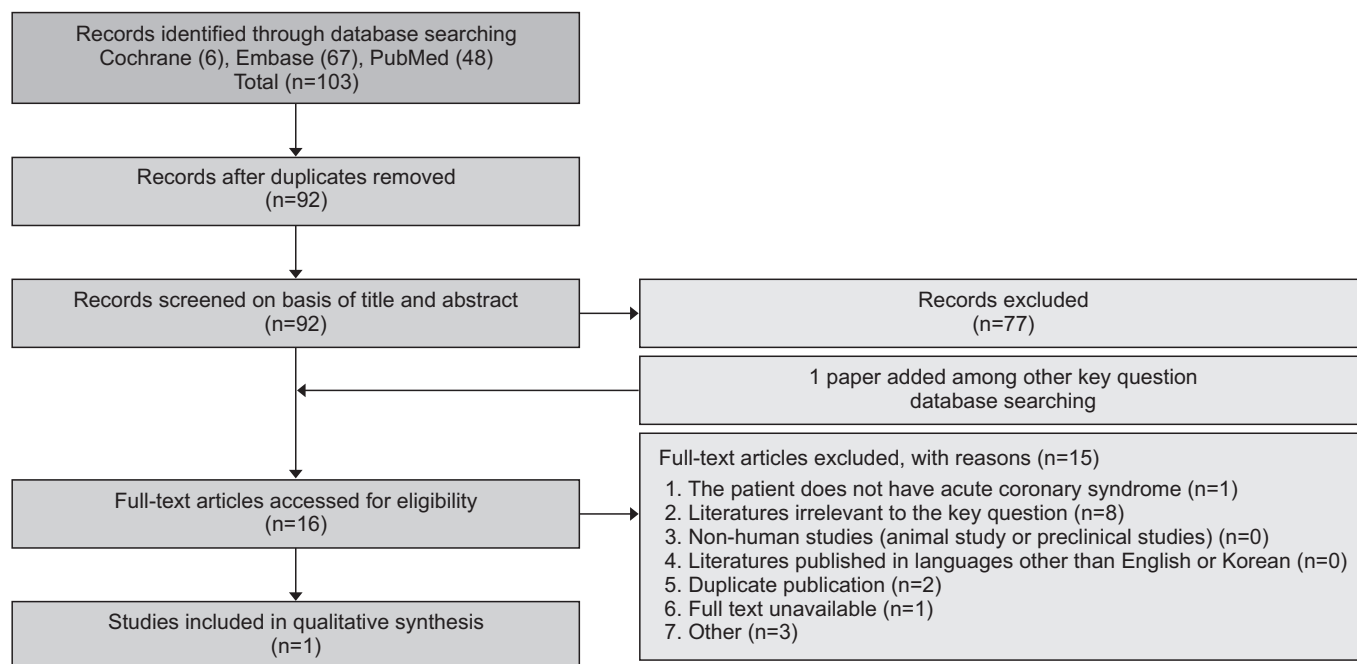 Records identified through database searching
Cochrane (6), Embase (67), PubMed (48)
Total (n=103)
Records after duplicates removed
(n=92)
Records screened on basis of title and abstract
(n=92)
Records excluded
(n=77)
1 paper added among other key question
database searching
Full-text articles accessed for eligibility
(n=16)
Full-text articles excluded, with reasons (n=15)
1. The patient does not have acute coronary syndrome (n=1)
2. Literatures irrelevant to the key question (n=8)
3. Non-human studies (animal study or preclinical studies) (n=0)
4. Literatures published in languages other than English or Korean (n=0)
5. Duplicate publication (n=2)
6. Full text unavailable (n=1)
7. Other (n=3)
Studies included in qualitative synthesis
(n=1)